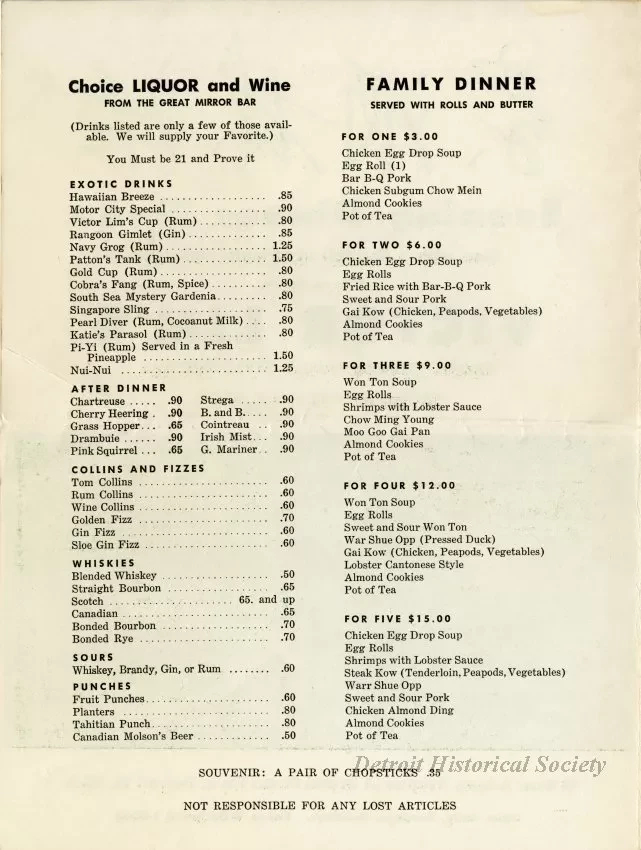 Choice LIQUOR and Wine
FROM THE GREAT MIRROR BAR
(Drinks listed are only a few of those avail-
able. We will supply your Favorite.)
You Must be 21 and Prove it
EXOTIC DRINKS
Hawaiian Breeze .85
Motor City Special .90
Victor Lim's Cup (Rum) .80
Rangoon Gimlet (Gin) .85
Navy Grog (Rum) 1.25
Patton's Tank (Rum) 1.50
Gold Cup (Rum) .80
Cobra's Fang (Rum, Spice) .80
South Sea Mystery Gardenia .80
Singapore Sling .75
Pearl Diver (Rum, Cocoanut Milk) .80
Katie's Parasol (Rum) .80
Pi-Yi (Rum) Served in a Fresh
Pineapple 1.50
Nui-Nui 1.25
AFTER DINNER
Chartreuse .90 Strega .90
Cherry Heering .90 B. and B. .90
Grass Hopper .65 Cointreau .90
Drambuie .90 Irish Mist .90
Pink Squirrel .65 G. Mariner .90
COLLINS AND FIZZES
Tom Collins .60
Rum Collins .60
Wine Collins .60
Golden Fizz .70
Gin Fizz .60
Sloe Gin Fizz .60
WHISKIES
Blended Whiskey .50
Straight Bourbon .65
Scotch 65. and up
Canadian .65
Bonded Bourbon .70
Bonded Rye .70
SOURS
Whiskey, Brandy, Gin, or Rum .60
PUNCHES
Fruit Punches .60
Planters .80
Tahitian Punch .80
Canadian Molson's Beer .50
FAMILY DINNER
SERVED WITH ROLLS AND BUTTER
FOR ONE $3.00
Chicken Egg Drop Soup
Egg Roll (1)
Bar B-Q Pork
Chicken Subgum Chow Mein
Almond Cookies
Pot of Tea
FOR TWO $6.00
Chicken Egg Drop Soup
Egg Rolls
Fried Rice with Bar-B-Q Pork
Sweet and Sour Pork
Gai Kow (Chicken, Peapods, Vegetables)
Almond Cookies
Pot of Tea
FOR THREE $9.00
Won Ton Soup
Egg Rolls
Shrimps with Lobster Sauce
Chow Ming Young
Moo Goo Gai Pan
Almond Cookies
Pot of Tea
FOR FOUR $12.00
Won Ton Soup
Egg Rolls
Sweet and Sour Won Ton
War Shue Opp (Pressed Duck)
Gai Kow (Chicken, Peapods, Vegetables)
Lobster Cantonese Style
Almond Cookies
Pot of Tea
FOR FIVE $15.00
Chicken Egg Drop Soup
Egg Rolls
Shrimps with Lobster Sauce
Steak Kow (Tenderloin, Peapods, Vegetables)
Warr Shue Opp
Sweet and Sour Pork
Chicken Almond Ding
Almond Cookies
Pot of Tea
Detroit Historical Society
SOUVENIR: A PAIR OF CHOPSTICKS .35
NOT RESPONSIBLE FOR ANY LOST ARTICLES